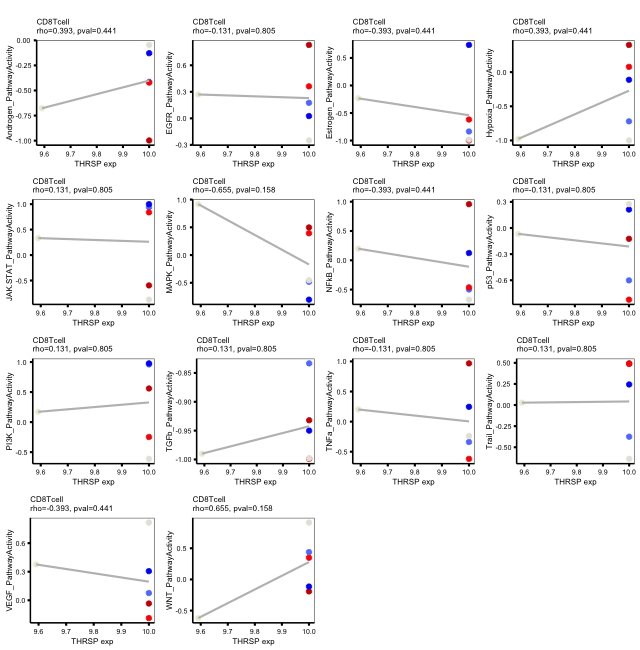 CD8Tcell
rho=0.393, pval=0.441
Androgen_PathwayActivity
0.00
-0.25
-0.50
-0.75
-1.00
9.6 9.7 9.8 9.9 10.0
THRSP exp
CD8Tcell
rho=-0.131, pval=0.805
EGFR_PathwayActivity
0.6
0.3
0.0
-0.3
9.6 9.7 9.8 9.9 10.0
THRSP exp
CD8Tcell
rho=-0.393, pval=0.441
Estrogen_PathwayActivity
0.5
0.0
-0.5
-1.0
9.6 9.7 9.8 9.9 10.0
THRSP exp
CD8Tcell
rho=0.393, pval=0.441
Hypoxia_PathwayActivity
0.0
-0.5
-1.0
9.6 9.7 9.8 9.9 10.0
THRSP exp
CD8Tcell
rho=0.131, pval=0.805
JAK.STAT_PathwayActivity
1.0
0.5
0.0
-0.5
9.6 9.7 9.8 9.9 10.0
THRSP exp
CD8Tcell
rho=-0.655, pval=0.158
MAPK_PathwayActivity
1.0
0.5
0.0
-0.5
9.6 9.7 9.8 9.9 10.0
THRSP exp
CD8Tcell
rho=-0.393, pval=0.441
NFkB_PathwayActivity
1.0
0.5
0.0
-0.5
9.6 9.7 9.8 9.9 10.0
THRSP exp
CD8Tcell
rho=-0.131, pval=0.805
p53_PathwayActivity
0.3
0.0
-0.3
-0.6
9.6 9.7 9.8 9.9 10.0
THRSP exp
CD8Tcell
rho=0.131, pval=0.805
PI3K_PathwayActivity
1.0
0.5
0.0
-0.5
9.6 9.7 9.8 9.9 10.0
THRSP exp
CD8Tcell
rho=0.131, pval=0.805
TGFb_PathwayActivity
-0.85
-0.90
-0.95
-1.00
9.6 9.7 9.8 9.9 10.0
THRSP exp
CD8Tcell
rho=-0.131, pval=0.805
TNFa_PathwayActivity
1.0
0.5
0.0
-0.5
9.6 9.7 9.8 9.9 10.0
THRSP exp
CD8Tcell
rho=0.131, pval=0.805
Trail_PathwayActivity
0.50
0.25
0.00
-0.25
-0.50
9.6 9.7 9.8 9.9 10.0
THRSP exp
CD8Tcell
rho=-0.393, pval=0.441
VEGF_PathwayActivity
0.6
0.3
0.0
9.6 9.7 9.8 9.9 10.0
THRSP exp
CD8Tcell
rho=0.655, pval=0.158
WNT_PathwayActivity
0.5
0.0
-0.5
9.6 9.7 9.8 9.9 10.0
THRSP exp